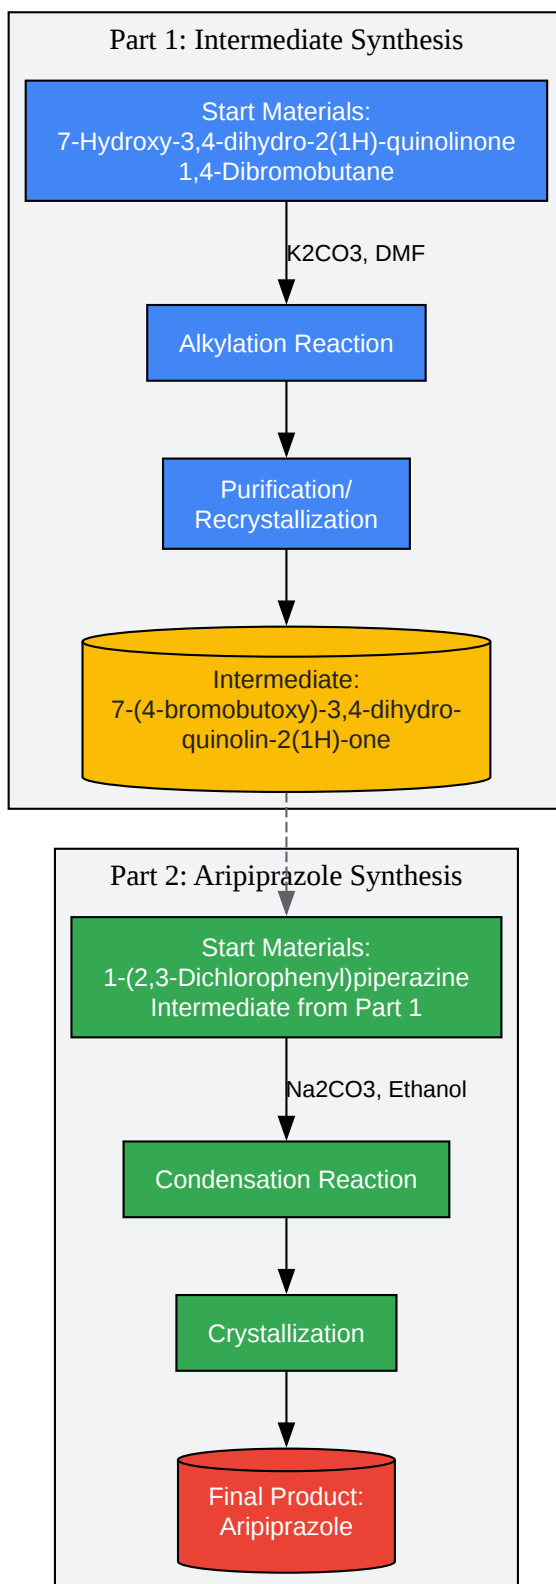 Part 1: Intermediate Synthesis
Start Materials:
7-Hydroxy-3,4-dihydro-2(1H)-quinolinone
1,4-Dibromobutane
K2CO3, DMF
Alkylation Reaction
Purification/
Recrystallization
Intermediate:
7-(4-bromobutoxy)-3,4-dihydro-
quinolin-2(1H)-one
Part 2: Aripiprazole Synthesis
Start Materials:
1-(2,3-Dichlorophenyl)piperazine
Intermediate from Part 1
Na2CO3, Ethanol
Condensation Reaction
Crystallization
Final Product:
Aripiprazole